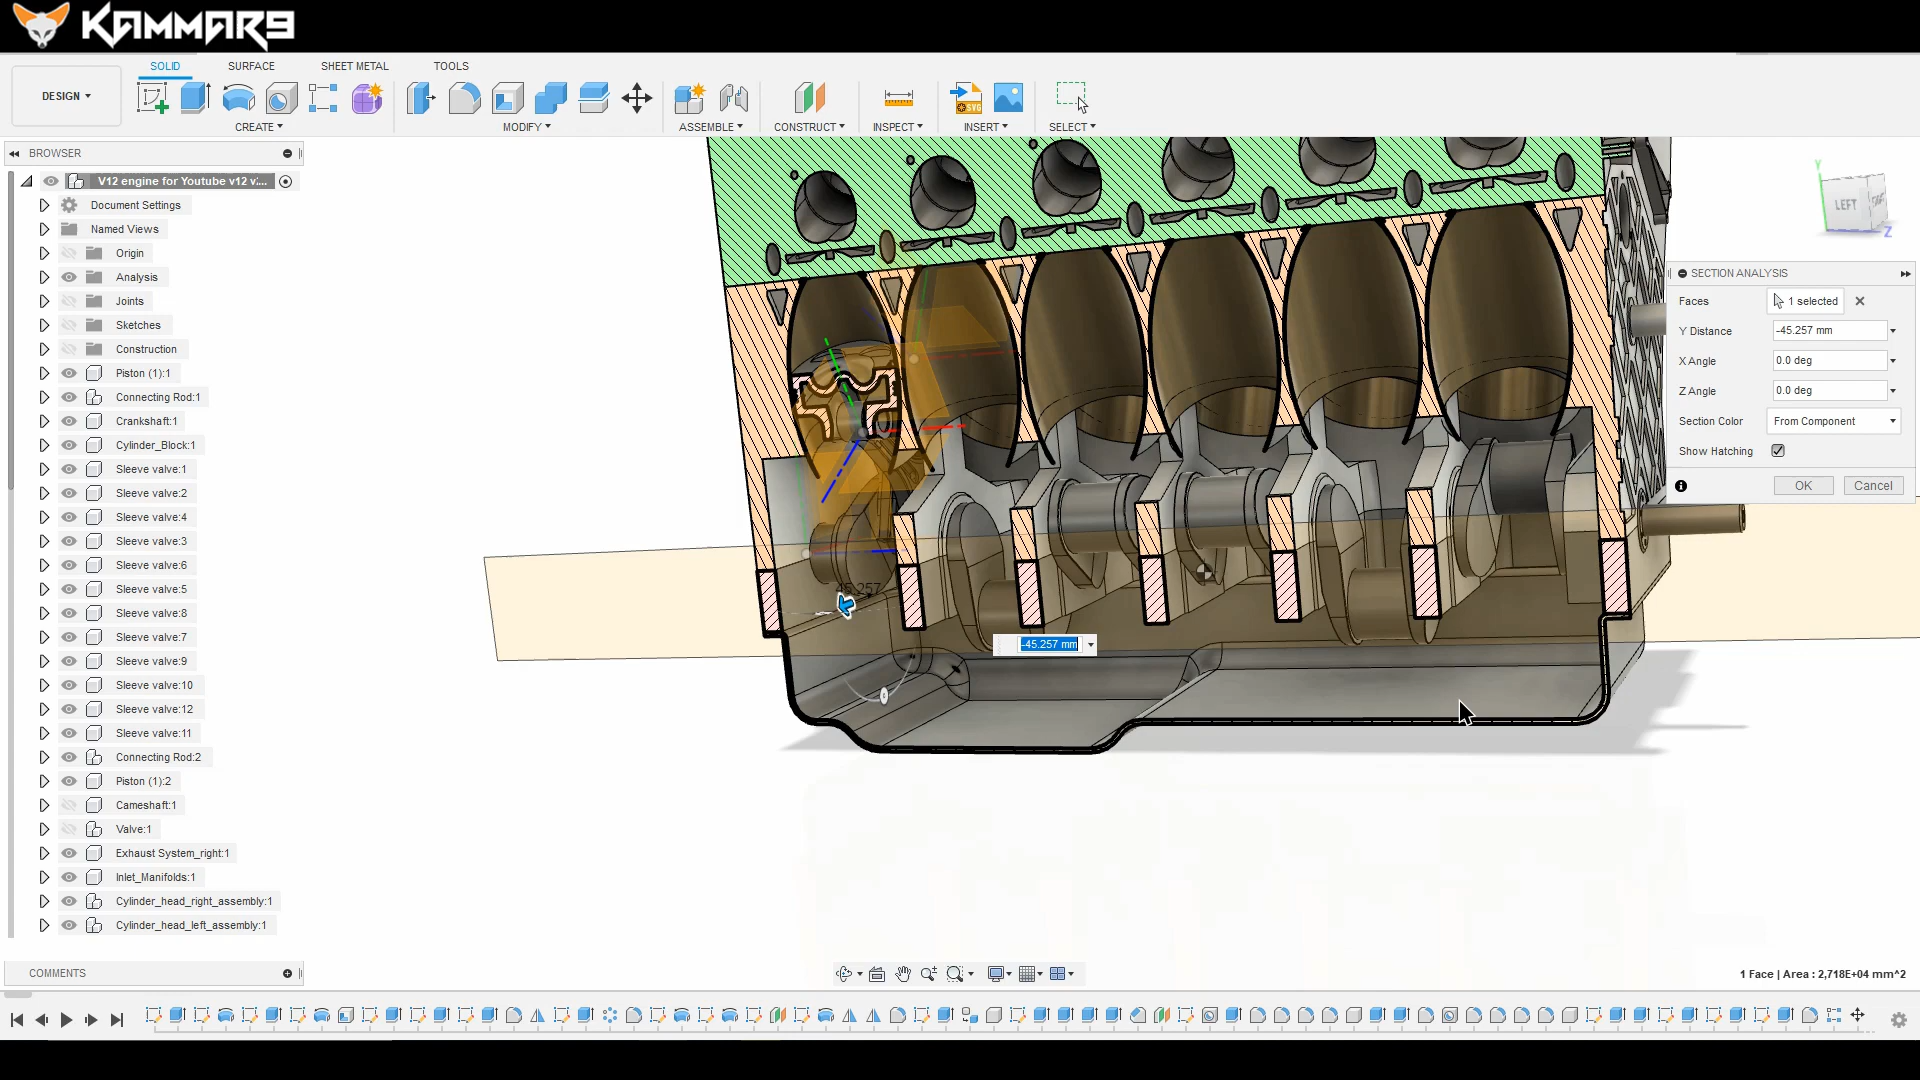 KAMMAR9
SOLID SURFACE SHEET METAL TOOLS
DESIGN
CREATE MODIFY ASSEMBLE CONSTRUCT INSPECT INSERT SELECT
SVG
BROWSER
V12 engine for Youtube v12 v:...
Document Settings
Named Views
Origin
Analysis
Joints
Sketches
Construction
Piston (1):1
Connecting Rod:1
Crankshaft:1
Cylinder_Block:1
Sleeve valve:1
Sleeve valve:2
Sleeve valve:4
Sleeve valve:3
Sleeve valve:6
Sleeve valve:5
Sleeve valve:8
Sleeve valve:7
Sleeve valve:9
Sleeve valve:10
Sleeve valve:12
Sleeve valve:11
Connecting Rod:2
Piston (1):2
Cameshaft:1
Valve:1
Exhaust System_right:1
Inlet_Manifolds:1
Cylinder_head_right_assembly:1
Cylinder_head_left_assembly:1
COMMENTS
45.257
-45.257 mm
Y
LEFT
Z
SECTION ANALYSIS
Faces 1 selected
Y Distance -45.257 mm
X Angle 0.0 deg
Z Angle 0.0 deg
Section Color From Component
Show Hatching
OK Cancel
1 Face | Area : 2,718E+04 mm^2